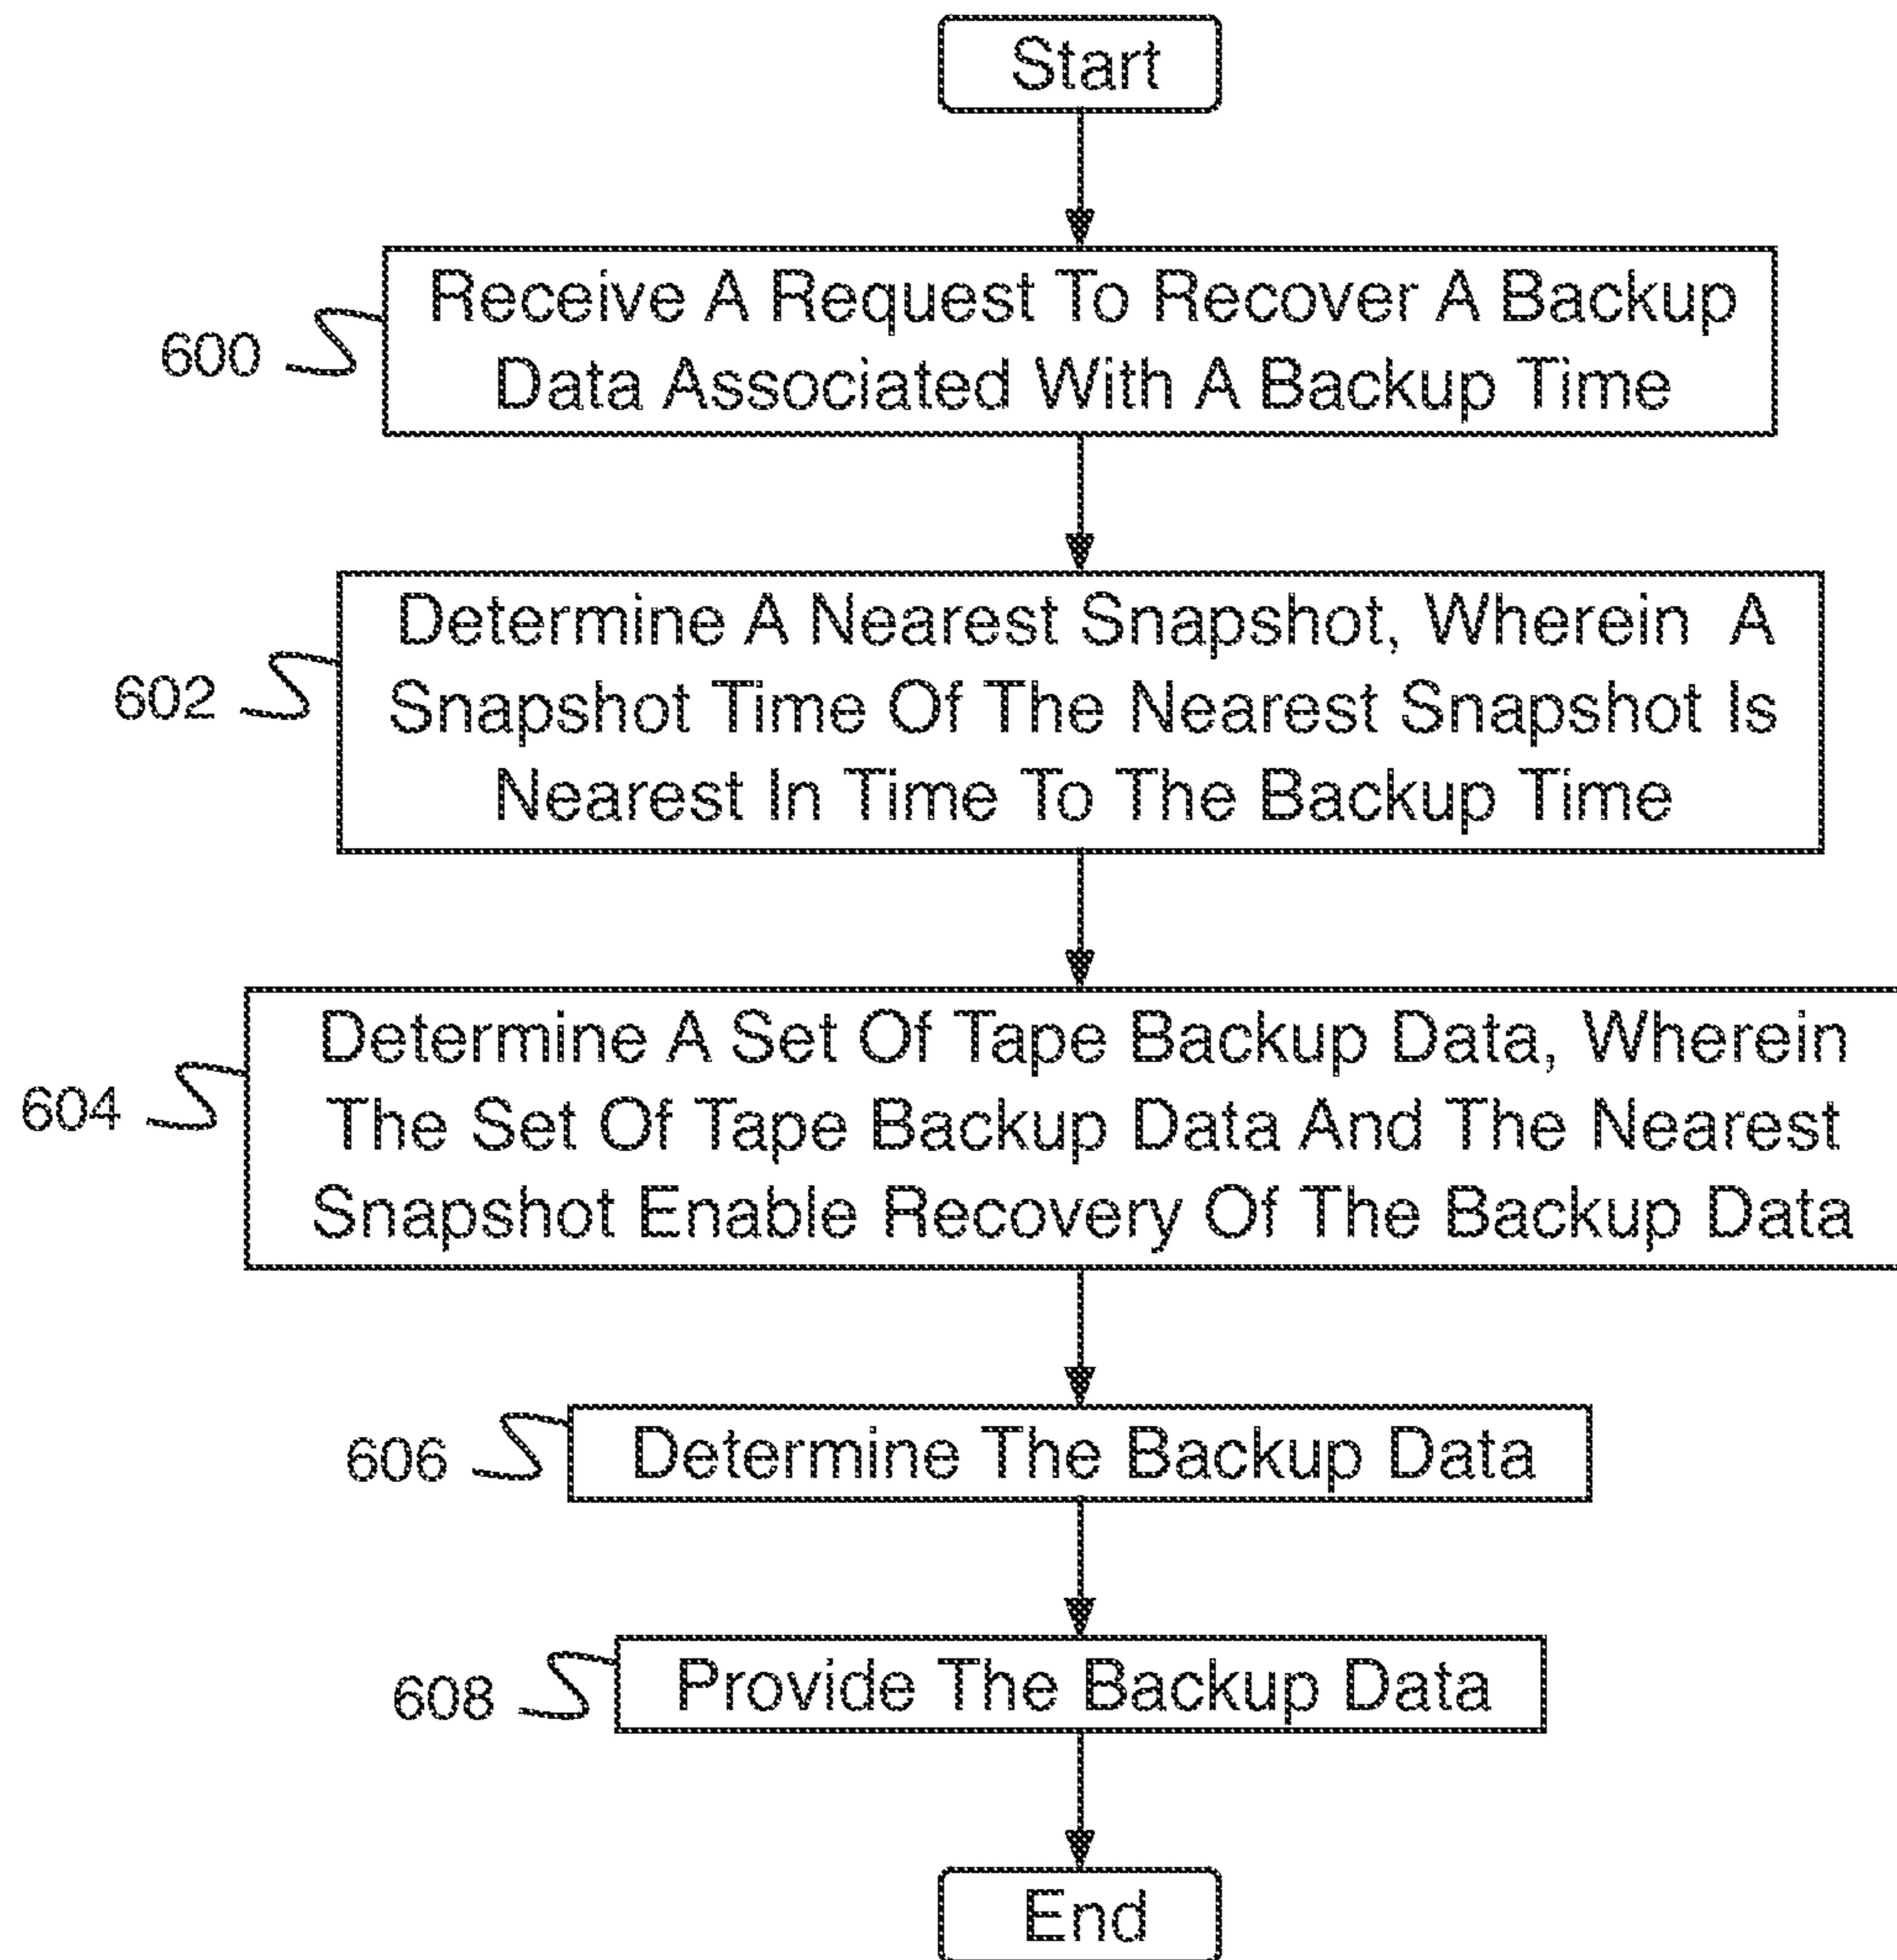 Start
600
Receive A Request To Recover A Backup
Data Associated With A Backup Time
602
Determine A Nearest Snapshot, Wherein A
Snapshot Time Of The Nearest Snapshot Is
Nearest In Time To The Backup Time
604
Determine A Set Of Tape Backup Data, Wherein
The Set Of Tape Backup Data And The Nearest
Snapshot Enable Recovery Of The Backup Data
606
Determine The Backup Data
608
Provide The Backup Data
End